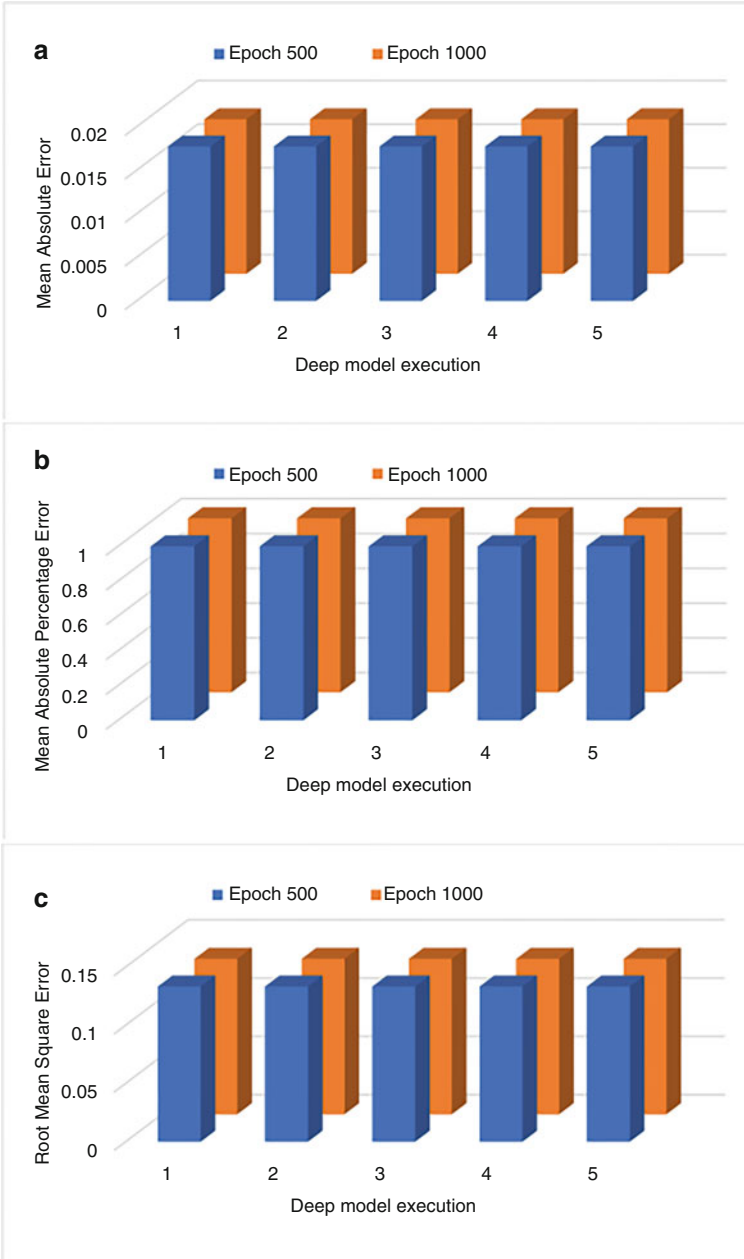 a
Epoch 500 Epoch 1000
Mean Absolute Error
0.02
0.015
0.01
0.005
0
1 2 3 4 5
Deep model execution
b
Epoch 500 Epoch 1000
Mean Absolute Percentage Error
1
0.8
0.6
0.4
0.2
0
1 2 3 4 5
Deep model execution
c
Epoch 500 Epoch 1000
Root Mean Square Error
0.15
0.1
0.05
0
1 2 3 4 5
Deep model execution